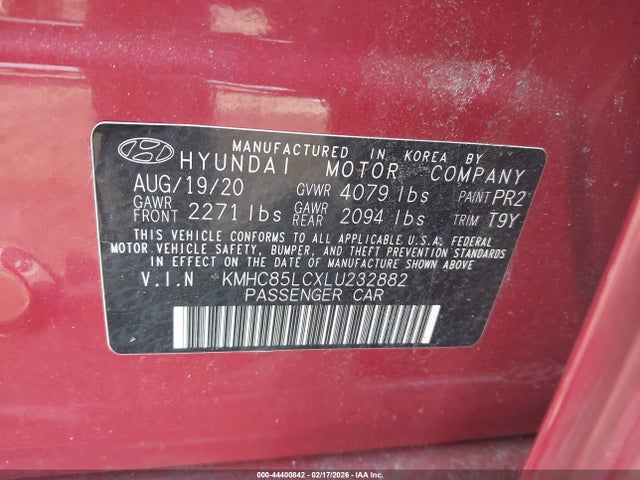 MANUFACTURED IN KOREA BY
HYUNDAI MOTOR COMPANY
AUG/19/20 GVWR 4079 lbs PAINT PR2
GAWR FRONT 2271 lbs GAWR REAR 2094 lbs TRIM T9Y
THIS VEHICLE CONFORMS TO ALL APPLICABLE U.S.A. FEDERAL
MOTOR VEHICLE SAFETY, BUMPER, AND THEFT PREVENTION STANDARDS
IN EFFECT ON THE DATE OF MANUFACTURE SHOWN ABOVE.
V.I.N KMHC85LCXLU232882
PASSENGER CAR
000-44400842 - 02/17/2026 - IAA Inc.